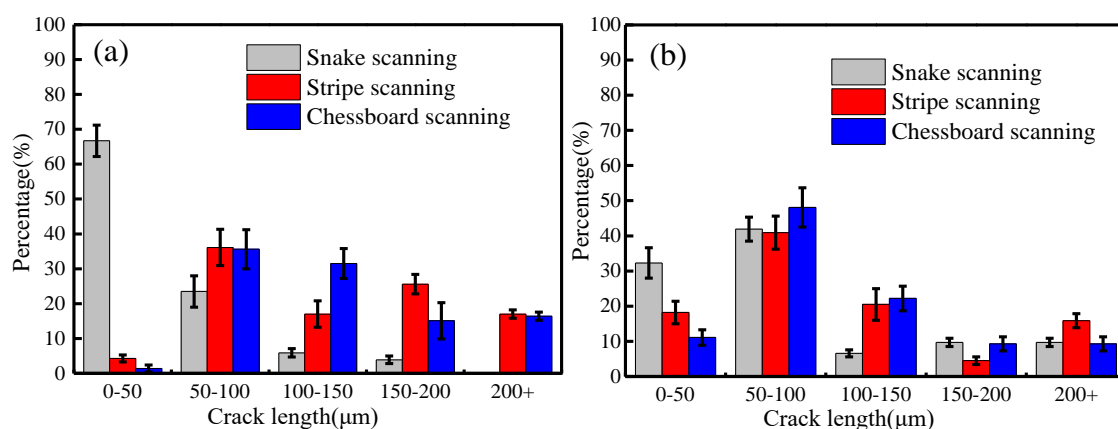 (a)
Snake scanning
Stripe scanning
Chessboard scanning
100
90
80
70
60
50
40
30
20
10
0
Percentage(%)
0-50 50-100 100-150 150-200 200+
Crack length(μm)
(b)
Snake scanning
Stripe scanning
Chessboard scanning
100
90
80
70
60
50
40
30
20
10
0
Percentage(%)
0-50 50-100 100-150 150-200 200+
Crack length(μm)